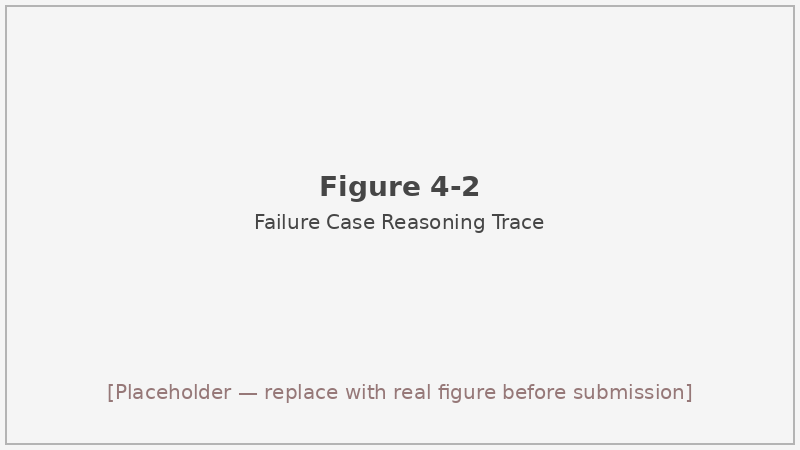 Figure 4-2
Failure Case Reasoning Trace
[Placeholder — replace with real figure before submission]